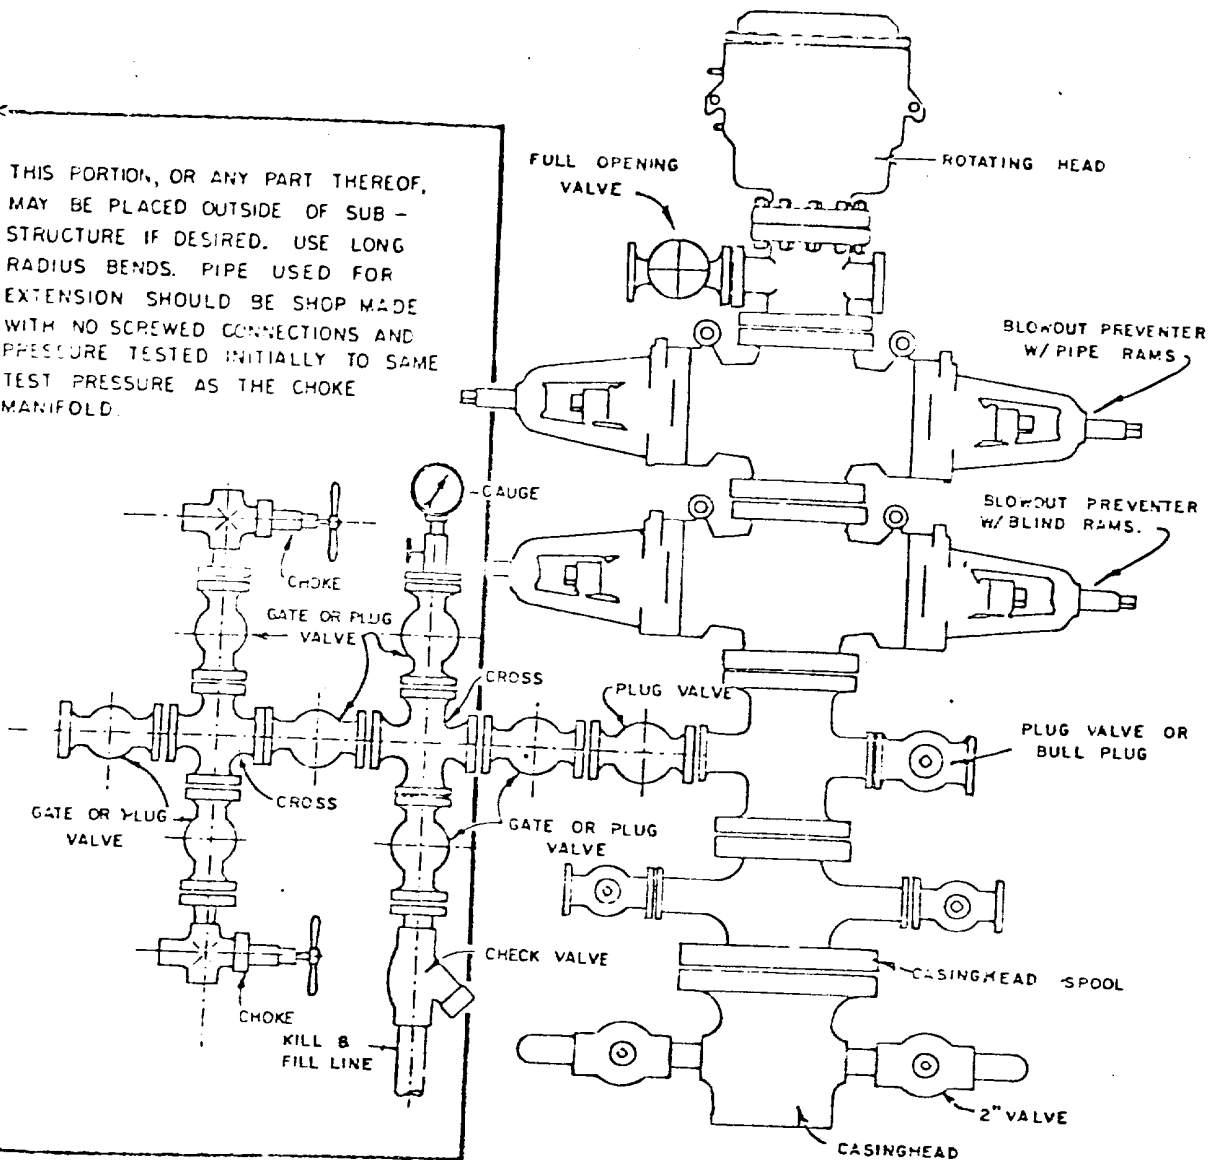 THIS PORTION, OR ANY PART THEREOF,
MAY BE PLACED OUTSIDE OF SUB-
STRUCTURE IF DESIRED. USE LONG
RADIUS BENDS. PIPE USED FOR
EXTENSION SHOULD BE SHOP MADE
WITH NO SCREWED CONNECTIONS AND
PRESSURE TESTED INITIALLY TO SAME
TEST PRESSURE AS THE CHOKE
MANIFOLD.
FULL OPENING
VALVE
ROTATING HEAD
BLOWOUT PREVENTER
W/ PIPE RAMS
GAUGE
BLOWOUT PREVENTER
W/ BLIND RAMS.
CHOKE
GATE OR PLUG
VALVE
CROSS
PLUG VALVE
PLUG VALVE OR
BULL PLUG
GATE OR PLUG
VALVE
CROSS
GATE OR PLUG
VALVE
CHECK VALVE
CASINGHEAD SPOOL
CHOKE
KILL &
FILL LINE
2" VALVE
CASINGHEAD